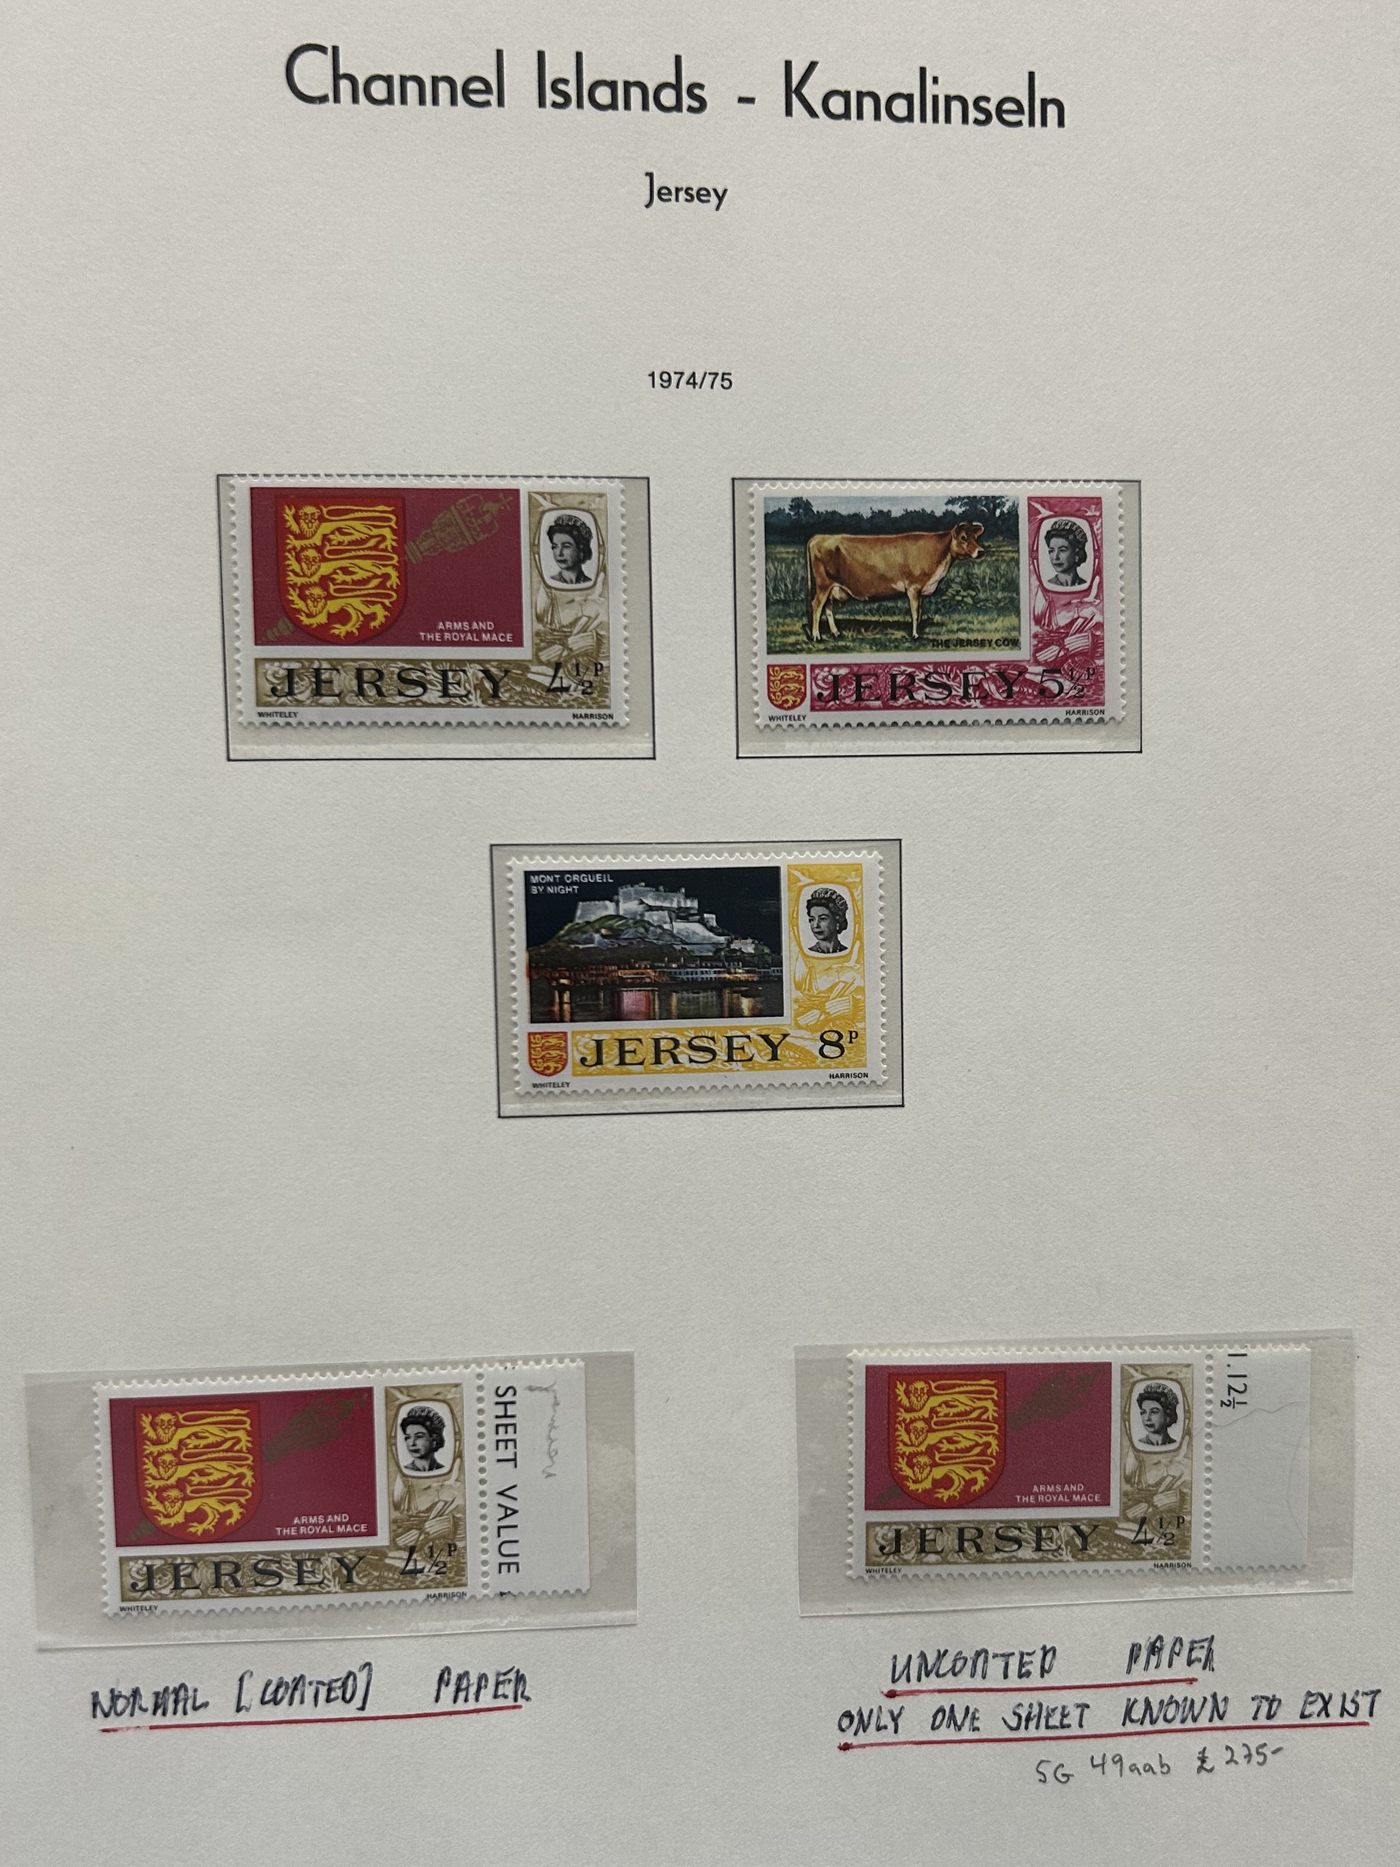 Channel Islands - Kanalinseln
Jersey
1974/75
ARMS AND
THE ROYAL MACE
JERSEY 4½P
WHITELEY HARRISON
THE JERSEY COW
JERSEY 5½P
WHITELEY HARRISON
MONT ORGUEIL
BY NIGHT
JERSEY 8P
WHITELEY HARRISON
ARMS AND
THE ROYAL MACE
JERSEY 4½P
WHITELEY HARRISON
SHEET VALUE
ARMS AND
THE ROYAL MACE
JERSEY 4½P
WHITELEY HARRISON
1.12½
NORMAL [COATED] PAPER
UNCOATED PAPER
ONLY ONE SHEET KNOWN TO EXIST
SG 49aab £275-